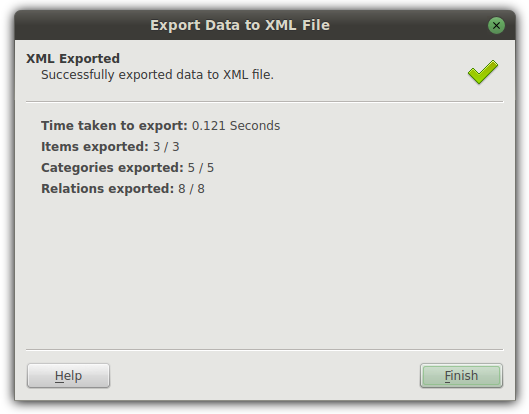 Export Data to XML File
XML Exported
Successfully exported data to XML file.
Time taken to export: 0.121 Seconds
Items exported: 3 / 3
Categories exported: 5 / 5
Relations exported: 8 / 8
Help
Finish